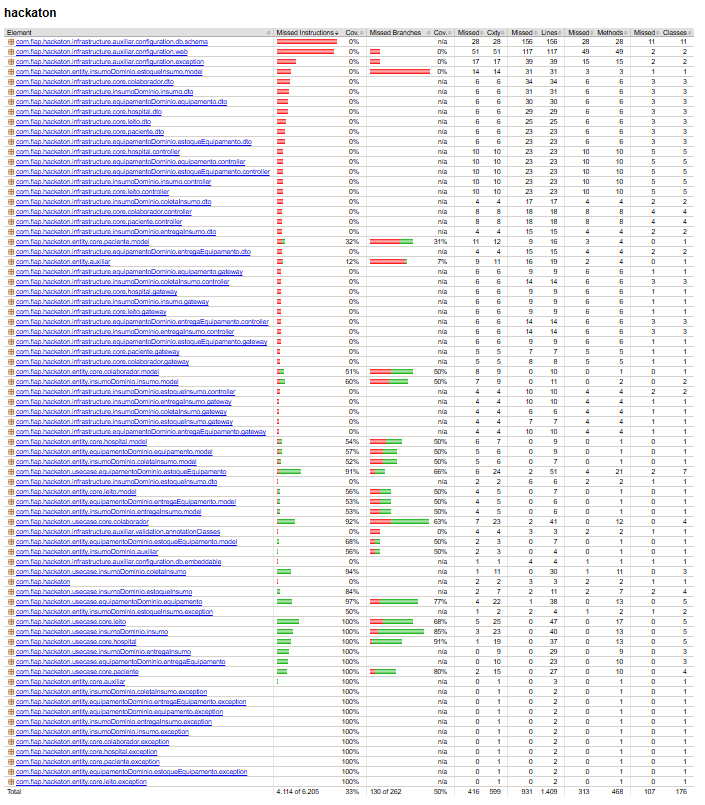 hackaton
Element Missed Instructions Cov. Missed Branches Cov. Missed Cxty Missed Lines Missed Methods Missed Classes
com.fiap.hackaton.infrastructure.auxiliar.configuration.db.schema 0% n/a 28 28 156 156 28 28 11 11
com.fiap.hackaton.infrastructure.auxiliar.configuration.web 0% 0% 51 51 117 117 49 49 2 2
com.fiap.hackaton.infrastructure.auxiliar.exception 0% 0% 17 17 39 39 15 15 2 2
com.fiap.hackaton.entity.insumoDominio.estoqueInsumo.model 0% 0% 14 14 31 31 3 3 1 1
com.fiap.hackaton.infrastructure.core.colaborador.dto 0% n/a 6 6 34 34 6 6 3 3
com.fiap.hackaton.infrastructure.insumoDominio.insumo.dto 0% n/a 6 6 31 31 6 6 3 3
com.fiap.hackaton.infrastructure.equipamentoDominio.equipamento.dto 0% n/a 6 6 30 30 6 6 3 3
com.fiap.hackaton.infrastructure.core.hospital.dto 0% n/a 6 6 29 29 6 6 3 3
com.fiap.hackaton.infrastructure.core.leito.dto 0% n/a 6 6 25 25 6 6 3 3
com.fiap.hackaton.infrastructure.core.paciente.dto 0% n/a 6 6 23 23 6 6 3 3
com.fiap.hackaton.infrastructure.equipamentoDominio.estoqueEquipamento.dto 0% n/a 6 6 23 23 6 6 3 3
com.fiap.hackaton.infrastructure.core.hospital.controller 0% n/a 10 10 23 23 10 10 5 5
com.fiap.hackaton.infrastructure.equipamentoDominio.equipamento.controller 0% n/a 10 10 23 23 10 10 5 5
com.fiap.hackaton.infrastructure.equipamentoDominio.estoqueEquipamento.controller 0% n/a 10 10 23 23 10 10 5 5
com.fiap.hackaton.infrastructure.insumoDominio.insumo.controller 0% n/a 10 10 23 23 10 10 5 5
com.fiap.hackaton.infrastructure.core.leito.controller 0% n/a 10 10 23 23 10 10 5 5
com.fiap.hackaton.infrastructure.insumoDominio.coletaInsumo.dto 0% n/a 4 4 17 17 4 4 2 2
com.fiap.hackaton.infrastructure.core.colaborador.controller 0% n/a 8 8 18 18 8 8 4 4
com.fiap.hackaton.infrastructure.core.paciente.controller 0% n/a 8 8 18 18 8 8 4 4
com.fiap.hackaton.infrastructure.insumoDominio.entregaInsumo.dto 0% n/a 4 4 15 15 4 4 2 2
com.fiap.hackaton.entity.core.paciente.model 32% 31% 11 12 9 16 3 4 0 1
com.fiap.hackaton.infrastructure.equipamentoDominio.entregaEquipamento.dto 0% n/a 4 4 15 15 4 4 2 2
com.fiap.hackaton.entity.auxiliar 12% 7% 9 11 16 19 2 4 0 1
com.fiap.hackaton.infrastructure.equipamentoDominio.equipamento.gateway 0% n/a 6 6 9 9 6 6 1 1
com.fiap.hackaton.infrastructure.insumoDominio.coletaInsumo.controller 0% n/a 6 6 14 14 6 6 3 3
com.fiap.hackaton.infrastructure.core.hospital.gateway 0% n/a 6 6 9 9 6 6 1 1
com.fiap.hackaton.infrastructure.insumoDominio.insumo.gateway 0% n/a 6 6 9 9 6 6 1 1
com.fiap.hackaton.infrastructure.core.leito.gateway 0% n/a 6 6 9 9 6 6 1 1
com.fiap.hackaton.infrastructure.equipamentoDominio.entregaEquipamento.controller 0% n/a 6 6 14 14 6 6 3 3
com.fiap.hackaton.infrastructure.insumoDominio.entregaInsumo.controller 0% n/a 6 6 14 14 6 6 3 3
com.fiap.hackaton.infrastructure.equipamentoDominio.estoqueEquipamento.gateway 0% n/a 6 6 9 9 6 6 1 1
com.fiap.hackaton.infrastructure.core.paciente.gateway 0% n/a 5 5 7 7 5 5 1 1
com.fiap.hackaton.infrastructure.core.colaborador.gateway 0% n/a 5 5 8 8 5 5 1 1
com.fiap.hackaton.entity.core.colaborador.model 51% 50% 8 9 0 10 0 1 0 1
com.fiap.hackaton.entity.insumoDominio.insumo.model 60% 50% 7 9 0 11 0 2 0 2
com.fiap.hackaton.infrastructure.insumoDominio.estoqueInsumo.controller 0% n/a 4 4 10 10 4 4 2 2
com.fiap.hackaton.infrastructure.insumoDominio.entregaInsumo.gateway 0% n/a 4 4 10 10 4 4 1 1
com.fiap.hackaton.infrastructure.insumoDominio.coletaInsumo.gateway 0% n/a 4 4 6 6 4 4 1 1
com.fiap.hackaton.infrastructure.insumoDominio.estoqueInsumo.gateway 0% n/a 4 4 7 7 4 4 1 1
com.fiap.hackaton.infrastructure.equipamentoDominio.entregaEquipamento.gateway 0% n/a 4 4 10 10 4 4 1 1
com.fiap.hackaton.entity.core.hospital.model 54% 50% 6 7 0 9 0 1 0 1
com.fiap.hackaton.entity.equipamentoDominio.equipamento.model 57% 50% 5 6 0 9 0 1 0 1
com.fiap.hackaton.entity.insumoDominio.coletaInsumo.model 52% 50% 5 6 0 7 0 1 0 1
com.fiap.hackaton.usecase.equipamentoDominio.estoqueEquipamento 91% 66% 6 24 2 51 4 21 2 7
com.fiap.hackaton.infrastructure.insumoDominio.estoqueInsumo.dto 0% n/a 2 2 6 6 2 2 1 1
com.fiap.hackaton.entity.core.leito.model 56% 50% 4 5 0 7 0 1 0 1
com.fiap.hackaton.entity.equipamentoDominio.entregaEquipamento.model 53% 50% 4 5 0 6 0 1 0 1
com.fiap.hackaton.entity.insumoDominio.entregaInsumo.model 53% 50% 4 5 0 6 0 1 0 1
com.fiap.hackaton.usecase.core.colaborador 92% 63% 7 23 2 41 0 12 0 4
com.fiap.hackaton.infrastructure.auxiliar.validation.annotationClasses 0% 0% 4 4 3 3 2 2 1 1
com.fiap.hackaton.entity.equipamentoDominio.estoqueEquipamento.model 68% 50% 2 3 0 7 0 1 0 1
com.fiap.hackaton.entity.insumoDominio.auxiliar 56% 50% 2 3 0 4 0 1 0 1
com.fiap.hackaton.infrastructure.auxiliar.configuration.db.embeddable 0% n/a 1 1 4 4 1 1 1 1
com.fiap.hackaton.usecase.insumoDominio.coletaInsumo 94% n/a 1 11 0 30 1 11 0 3
com.fiap.hackaton 0% n/a 2 2 3 3 2 2 1 1
com.fiap.hackaton.usecase.insumoDominio.estoqueInsumo 84% n/a 2 7 2 11 2 7 2 4
com.fiap.hackaton.usecase.equipamentoDominio.equipamento 97% 77% 4 22 1 38 0 13 0 5
com.fiap.hackaton.entity.insumoDominio.estoqueInsumo.exception 50% n/a 1 2 2 4 1 2 1 2
com.fiap.hackaton.usecase.core.leito 100% 68% 5 25 0 47 0 17 0 5
com.fiap.hackaton.usecase.insumoDominio.insumo 100% 85% 3 23 0 40 0 13 0 5
com.fiap.hackaton.usecase.core.hospital 100% 91% 1 19 0 37 0 13 0 5
com.fiap.hackaton.usecase.insumoDominio.entregaInsumo 100% n/a 0 9 0 29 0 9 0 3
com.fiap.hackaton.usecase.equipamentoDominio.entregaEquipamento 100% n/a 0 10 0 23 0 10 0 3
com.fiap.hackaton.usecase.core.paciente 100% 80% 2 15 0 27 0 10 0 4
com.fiap.hackaton.entity.core.auxiliar 100% n/a 0 1 0 3 0 1 0 1
com.fiap.hackaton.entity.insumoDominio.coletaInsumo.exception 100% n/a 0 1 0 2 0 1 0 1
com.fiap.hackaton.entity.equipamentoDominio.entregaEquipamento.exception 100% n/a 0 1 0 2 0 1 0 1
com.fiap.hackaton.entity.equipamentoDominio.equipamento.exception 100% n/a 0 1 0 2 0 1 0 1
com.fiap.hackaton.entity.insumoDominio.entregaInsumo.exception 100% n/a 0 1 0 2 0 1 0 1
com.fiap.hackaton.entity.insumoDominio.insumo.exception 100% n/a 0 1 0 2 0 1 0 1
com.fiap.hackaton.entity.core.colaborador.exception 100% n/a 0 1 0 2 0 1 0 1
com.fiap.hackaton.entity.core.hospital.exception 100% n/a 0 1 0 2 0 1 0 1
com.fiap.hackaton.entity.core.paciente.exception 100% n/a 0 1 0 2 0 1 0 1
com.fiap.hackaton.entity.equipamentoDominio.estoqueEquipamento.exception 100% n/a 0 1 0 2 0 1 0 1
com.fiap.hackaton.entity.core.leito.exception 100% n/a 0 1 0 2 0 1 0 1
Total 4.114 of 6.205 33% 130 of 262 50% 416 599 931 1.409 313 468 107 176